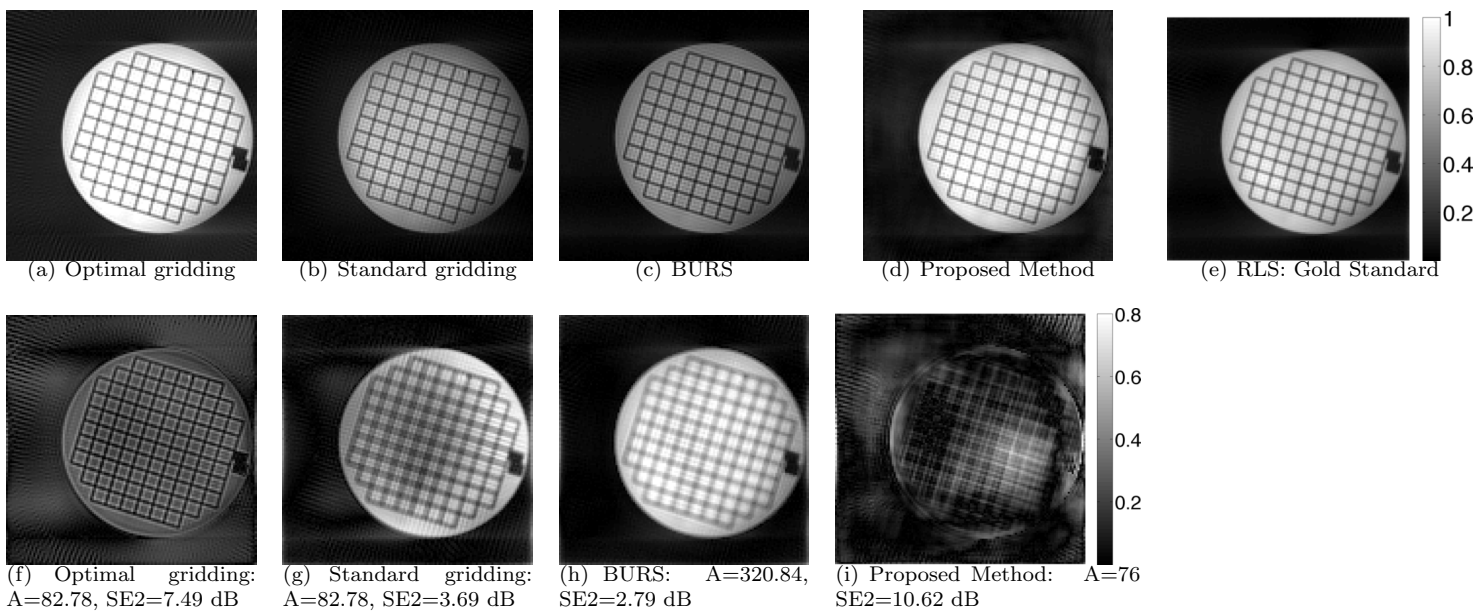 (a) Optimal gridding
(b) Standard gridding
(c) BURS
(d) Proposed Method
(e) RLS: Gold Standard
1
0.8
0.6
0.4
0.2
(f) Optimal gridding:
A=82.78, SE2=7.49 dB
(g) Standard gridding:
A=82.78, SE2=3.69 dB
(h) BURS: A=320.84,
SE2=2.79 dB
(i) Proposed Method: A=76
SE2=10.62 dB
0.8
0.6
0.4
0.2